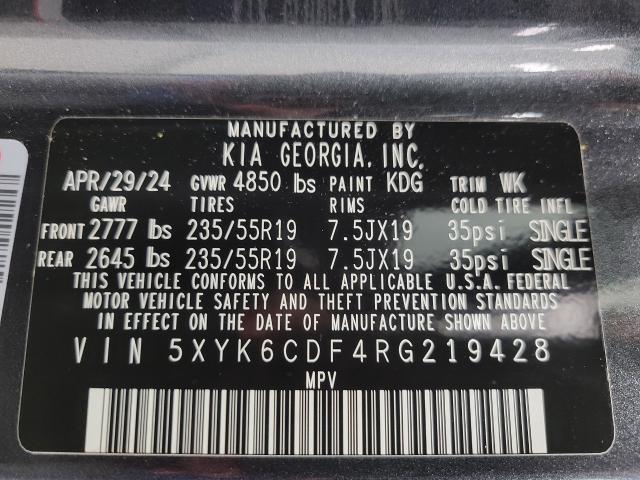 MANUFACTURED BY
KIA GEORGIA, INC.
APR/29/24 GVWR 4850 lbs PAINT KDG TRIM WK
GAWR TIRES RIMS COLD TIRE INFL
FRONT 2777 lbs 235/55R19 7.5JX19 35psi SINGLE
REAR 2645 lbs 235/55R19 7.5JX19 35psi SINGLE
THIS VEHICLE CONFORMS TO ALL APPLICABLE U.S.A. FEDERAL
MOTOR VEHICLE SAFETY AND THEFT PREVENTION STANDARDS
IN EFFECT ON THE DATE OF MANUFACTURE SHOWN ABOVE.
VIN 5XYK6CDF4RG219428
MPV